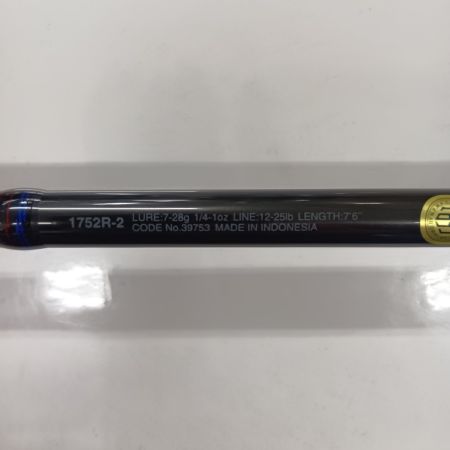 1752R-2 LURE:7-28g 1/4-1oz LINE:12-25lb LENGTH:7'6"
CODE No.39753 MADE IN INDONESIA